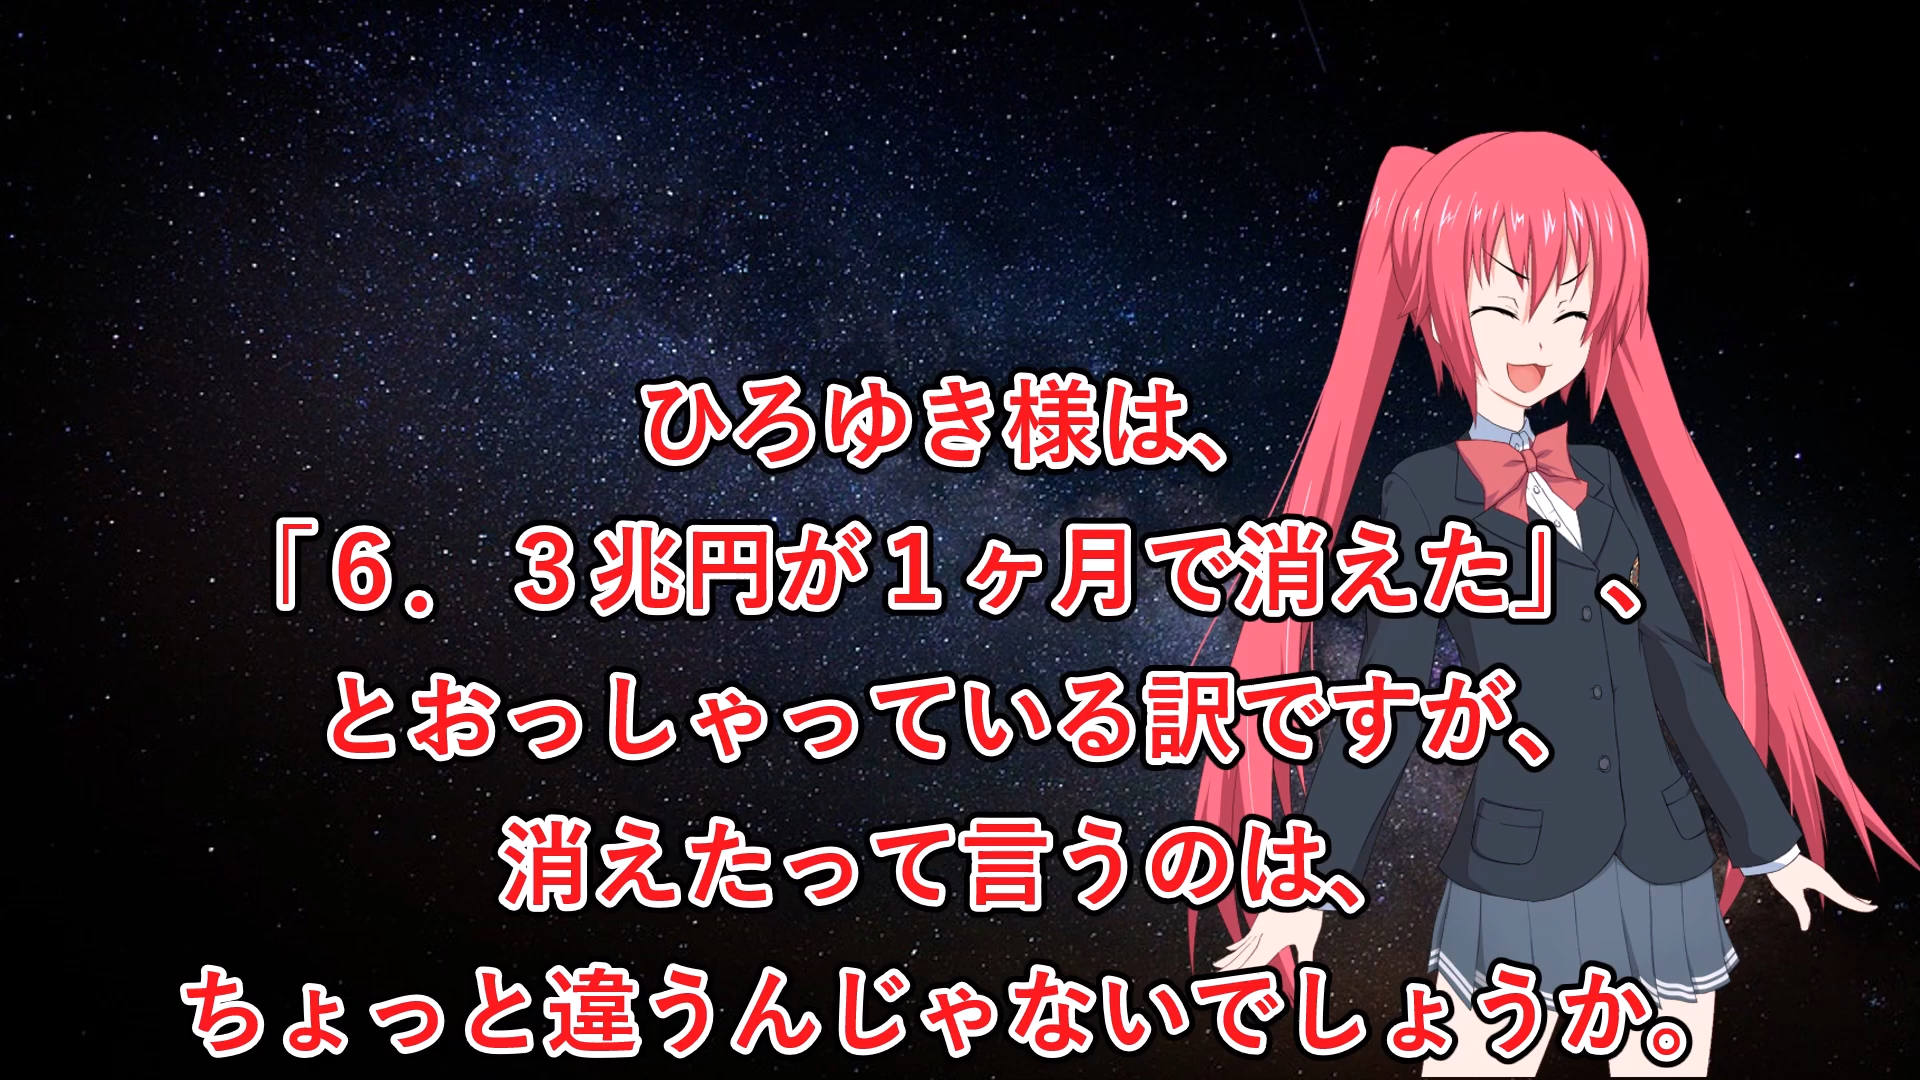 ひろゆき様は、
「６．３兆円が１ヶ月で消えた」、
とおっしゃっている訳ですが、
消えたって言うのは、
ちょっと違うんじゃないでしょうか。